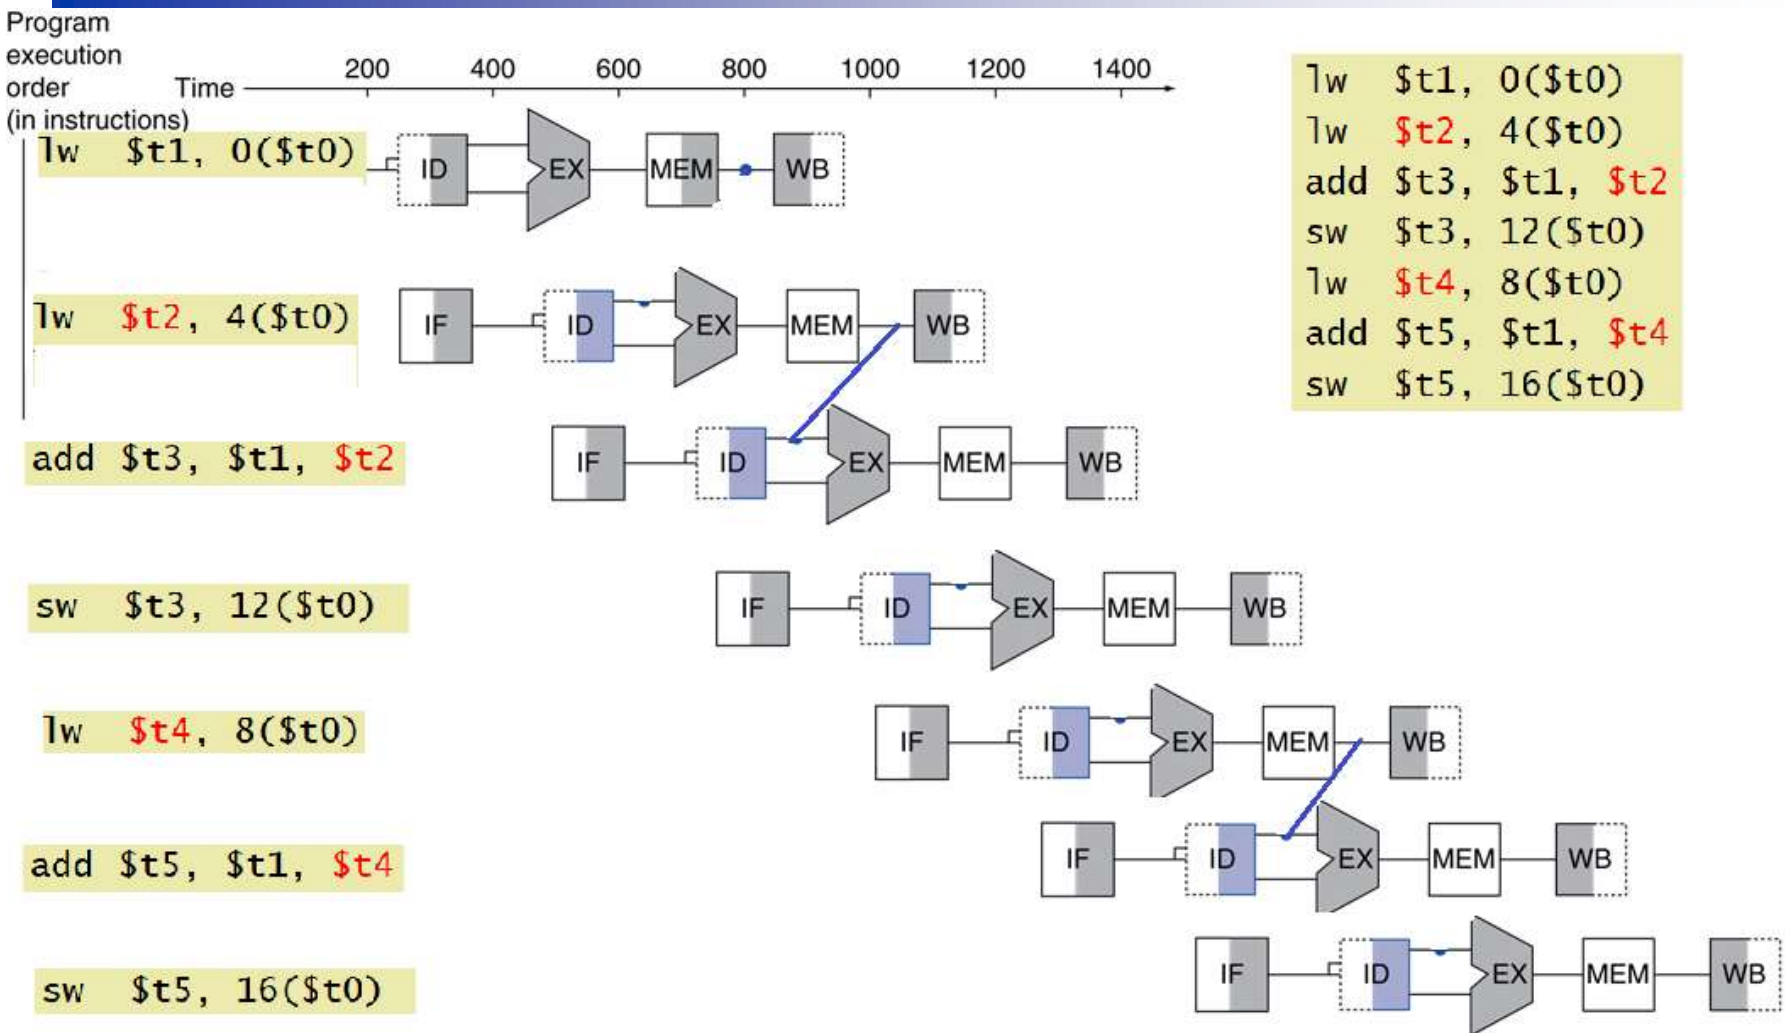 Program
execution
order
(in instructions)
Time
200 400 600 800 1000 1200 1400
lw $t1, 0($t0)
ID EX MEM WB
lw $t2, 4($t0)
IF ID EX MEM WB
add $t3, $t1, $t2
IF ID EX MEM WB
sw $t3, 12($t0)
IF ID EX MEM WB
lw $t4, 8($t0)
IF ID EX MEM WB
add $t5, $t1, $t4
IF ID EX MEM WB
sw $t5, 16($t0)
IF ID EX MEM WB
lw $t1, 0($t0)
lw $t2, 4($t0)
add $t3, $t1, $t2
sw $t3, 12($t0)
lw $t4, 8($t0)
add $t5, $t1, $t4
sw $t5, 16($t0)